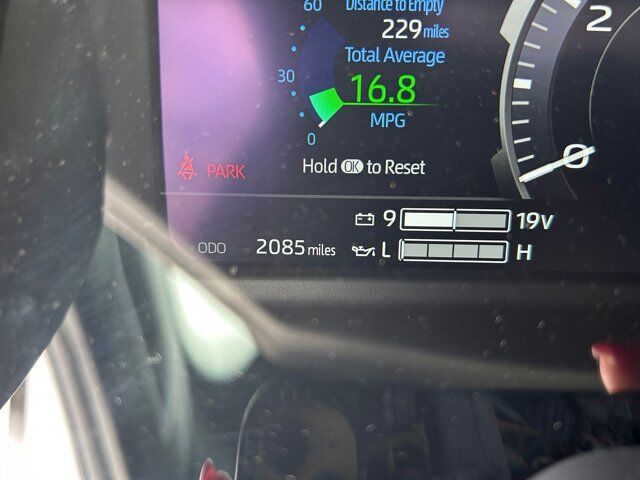 60
Distance to Empty
2
229 miles
Total Average
30
16.8
MPG
0
0
Hold OK to Reset
PARK
9 19V
ODO 2085 miles L H